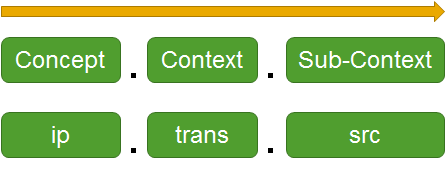 Concept . Context . Sub-Context
ip . trans . src